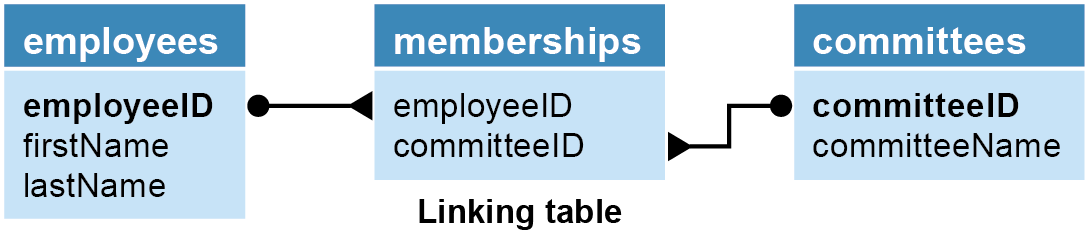 employees
employeeID
firstName
lastName
memberships
employeeID
committeeID
Linking table
committees
committeeID
committeeName